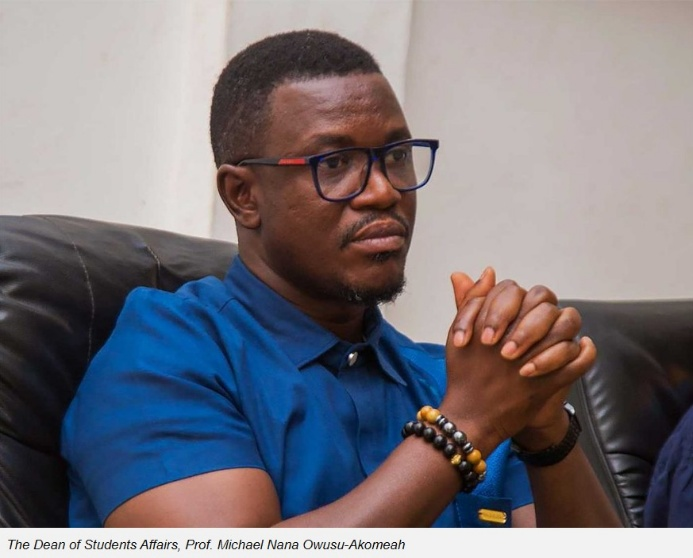 The Dean of Students Affairs, Prof. Michael Nana Owusu-Akomeah